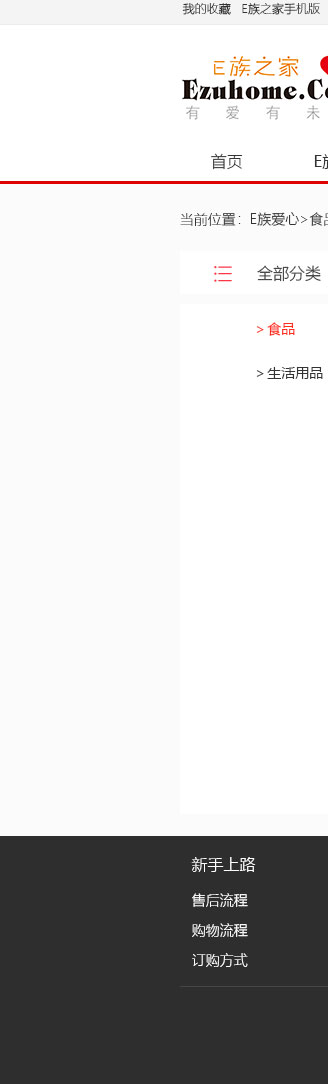 我的收藏 E族之家手机版
E族之家
Ezuhome.C
有 爱 有 未
首页 E
当前位置：E族爱心>食
全部分类
> 食品
> 生活用品
新手上路
售后流程
购物流程
订购方式